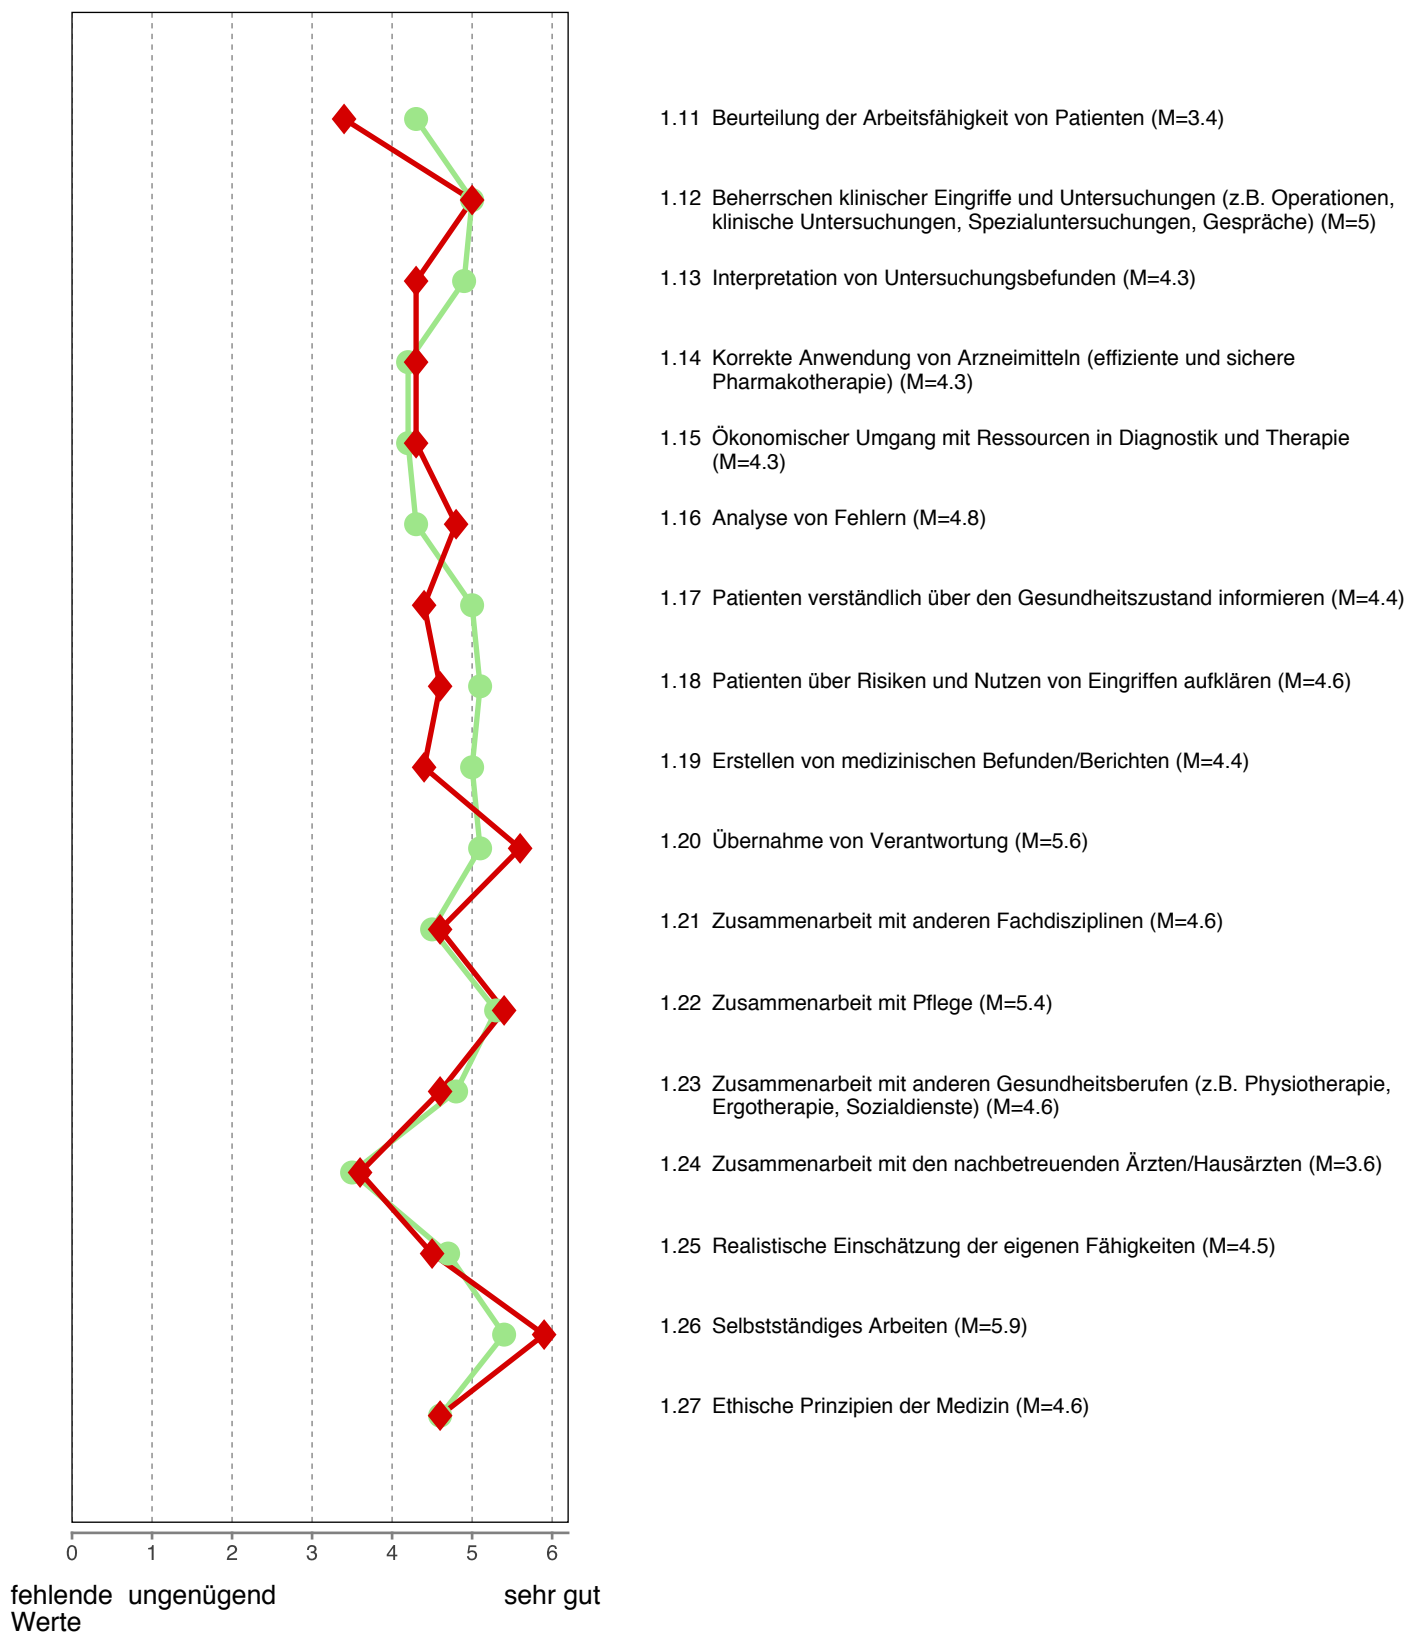 1.11 Beurteilung der Arbeitsfähigkeit von Patienten (M=3.4)
1.12 Beherrschen klinischer Eingriffe und Untersuchungen (z.B. Operationen,
klinische Untersuchungen, Spezialuntersuchungen, Gespräche) (M=5)
1.13 Interpretation von Untersuchungsbefunden (M=4.3)
1.14 Korrekte Anwendung von Arzneimitteln (effiziente und sichere
Pharmakotherapie) (M=4.3)
1.15 Ökonomischer Umgang mit Ressourcen in Diagnostik und Therapie
(M=4.3)
1.16 Analyse von Fehlern (M=4.8)
1.17 Patienten verständlich über den Gesundheitszustand informieren (M=4.4)
1.18 Patienten über Risiken und Nutzen von Eingriffen aufklären (M=4.6)
1.19 Erstellen von medizinischen Befunden/Berichten (M=4.4)
1.20 Übernahme von Verantwortung (M=5.6)
1.21 Zusammenarbeit mit anderen Fachdisziplinen (M=4.6)
1.22 Zusammenarbeit mit Pflege (M=5.4)
1.23 Zusammenarbeit mit anderen Gesundheitsberufen (z.B. Physiotherapie,
Ergotherapie, Sozialdienste) (M=4.6)
1.24 Zusammenarbeit mit den nachbetreuenden Ärzten/Hausärzten (M=3.6)
1.25 Realistische Einschätzung der eigenen Fähigkeiten (M=4.5)
1.26 Selbstständiges Arbeiten (M=5.9)
1.27 Ethische Prinzipien der Medizin (M=4.6)
0 1 2 3 4 5 6
fehlende ungenügend sehr gut
Werte